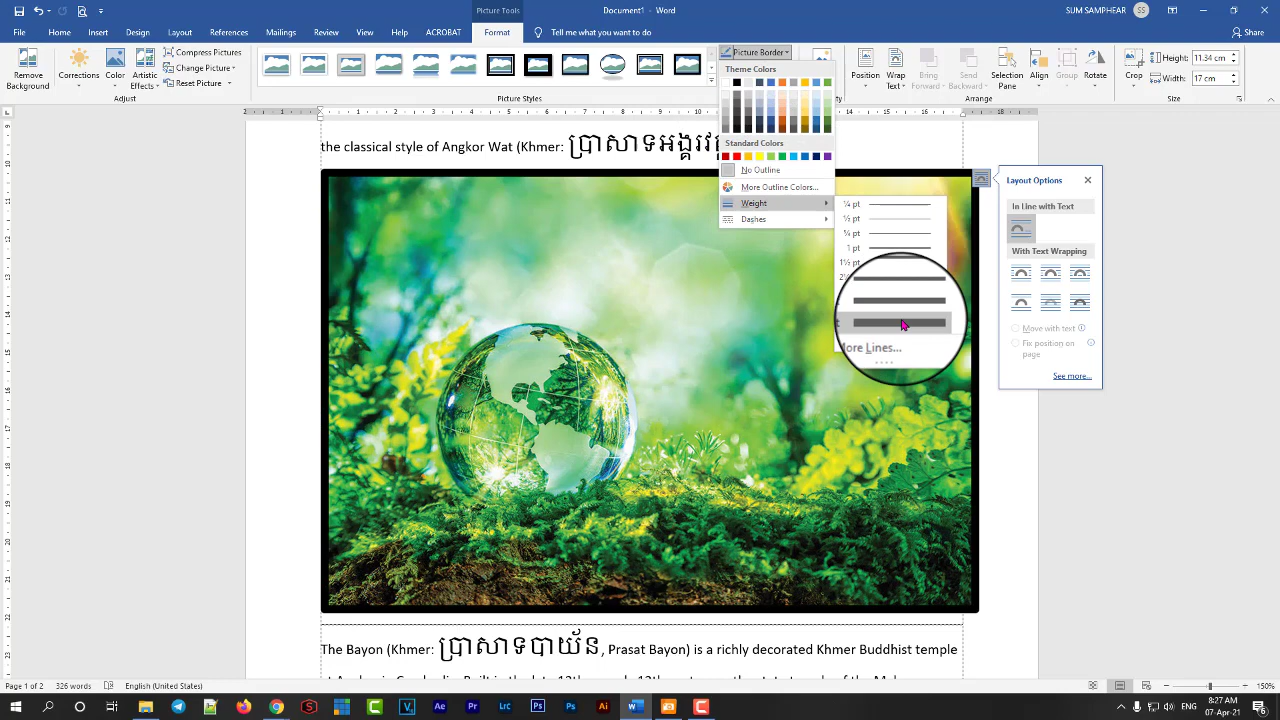 Picture Tools
Document1 - Word
SUM SAMPHEAR
SS
File
Home
Insert
Design
Layout
References
Mailings
Review
View
Help
ACROBAT
Format
Tell me what you want to do
Share
Corrections
Color
Artistic Effects
Compress Pictures
Change Picture
Reset Picture
Picture Border
Position
Wrap Text
Bring Forward
Send Backward
Selection Pane
Align
Group
Rotate
Crop
Height: 11.34 cm
Width: 17 cm
Adjust
Picture Styles
Arrange
Size
Theme Colors
Standard Colors
No Outline
More Outline Colors...
Weight
Dashes
¼ pt
½ pt
¾ pt
1 pt
1½ pt
More Lines...
the classical style of Angkor Wat (Khmer: ប្រាសាទអង្គរវ
Layout Options
In Line with Text
With Text Wrapping
Move with text
Fix position on page
See more...
The Bayon (Khmer: ប្រាសាទបាយ័ន, Prasat Bayon) is a richly decorated Khmer Buddhist temple
Page 1 of 2
326 words
English (United States)
150%
8:27 AM
07-Apr-